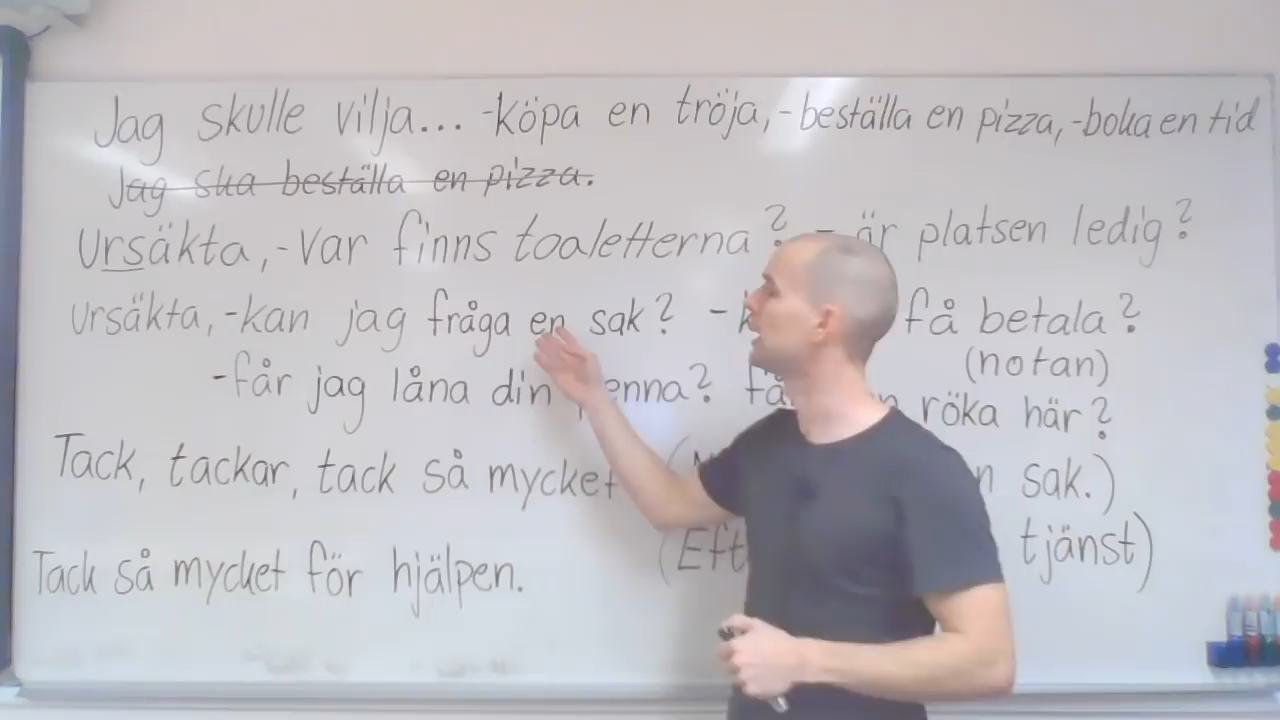 Jag skulle vilja... -köpa en tröja, -beställa en pizza, -boka en tid
Jag ska beställa en pizza.
Ursäkta, -var finns toaletterna? - är platsen ledig?
Ursäkta, -kan jag fråga en sak? - få betala?
(notan)
-får jag låna din penna? röka här?
Tack, tackar, tack så mycket sak.)
Tack så mycket för hjälpen. tjänst)